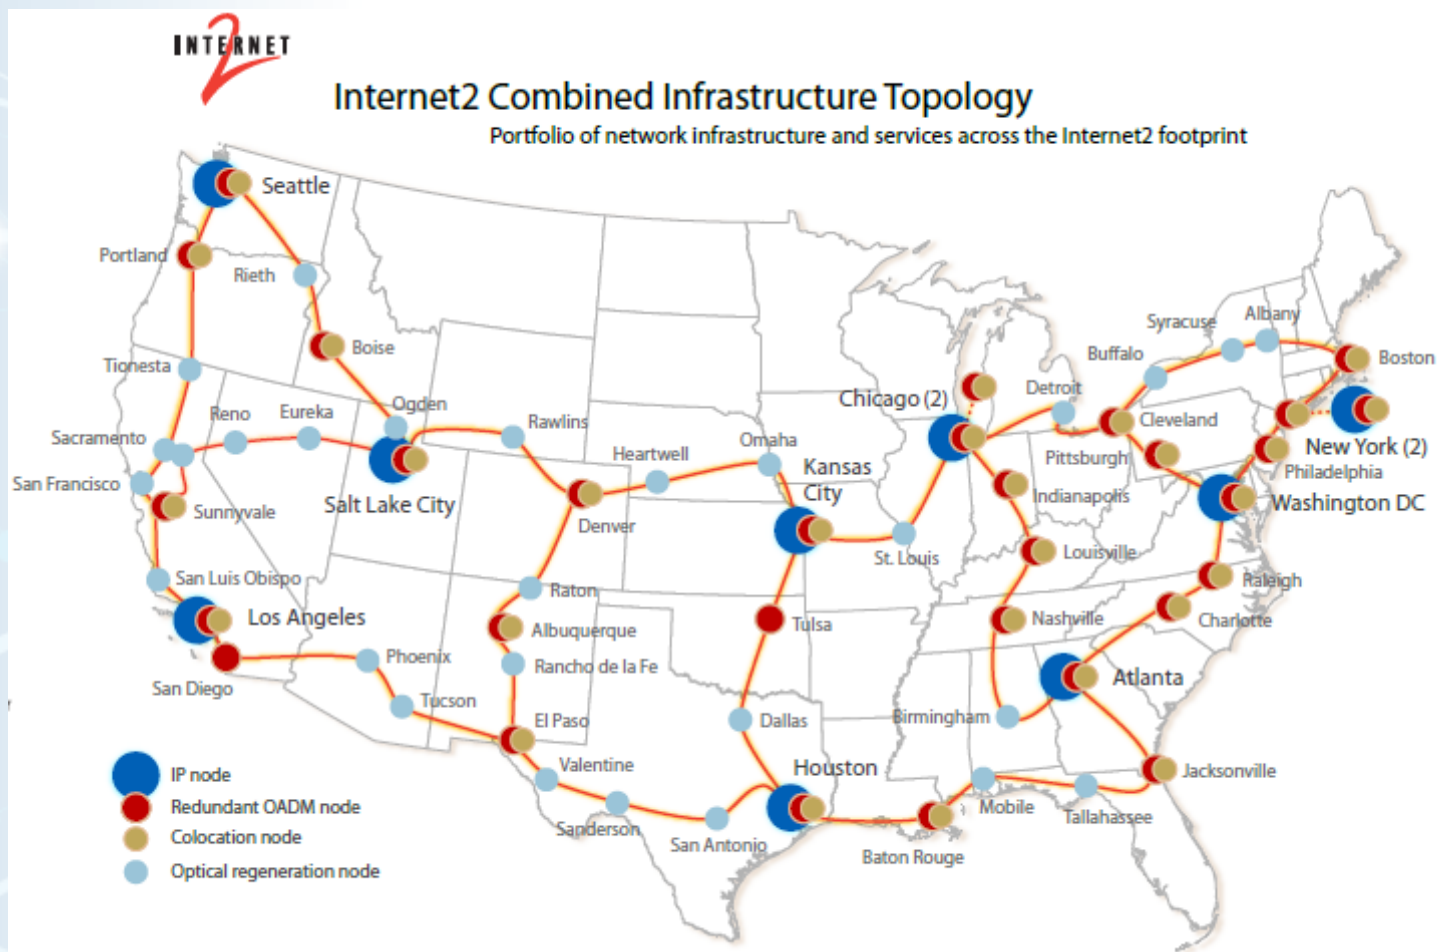 INTERNET
2
Internet2 Combined Infrastructure Topology
Portfolio of network infrastructure and services across the Internet2 footprint
Seattle
Portland
Rieth
Boise
Tionesta
Ogden
Reno
Eureka
Sacramento
San Francisco
Sunnyvale
Salt Lake City
Rawlins
Heartwell
Omaha
Denver
Kansas
City
St. Louis
Chicago (2)
Detroit
Buffalo
Syracuse
Albany
Boston
Cleveland
Pittsburgh
New York (2)
Philadelphia
Washington DC
Indianapolis
Louisville
Raleigh
Charlotte
Nashville
Atlanta
Birmingham
San Luis Obispo
Los Angeles
San Diego
Phoenix
Tucson
Raton
Albuquerque
Rancho de la Fe
El Paso
Tulsa
Dallas
Valentine
Sanderson
San Antonio
Houston
Baton Rouge
Mobile
Tallahassee
Jacksonville
IP node
Redundant OADM node
Colocation node
Optical regeneration node